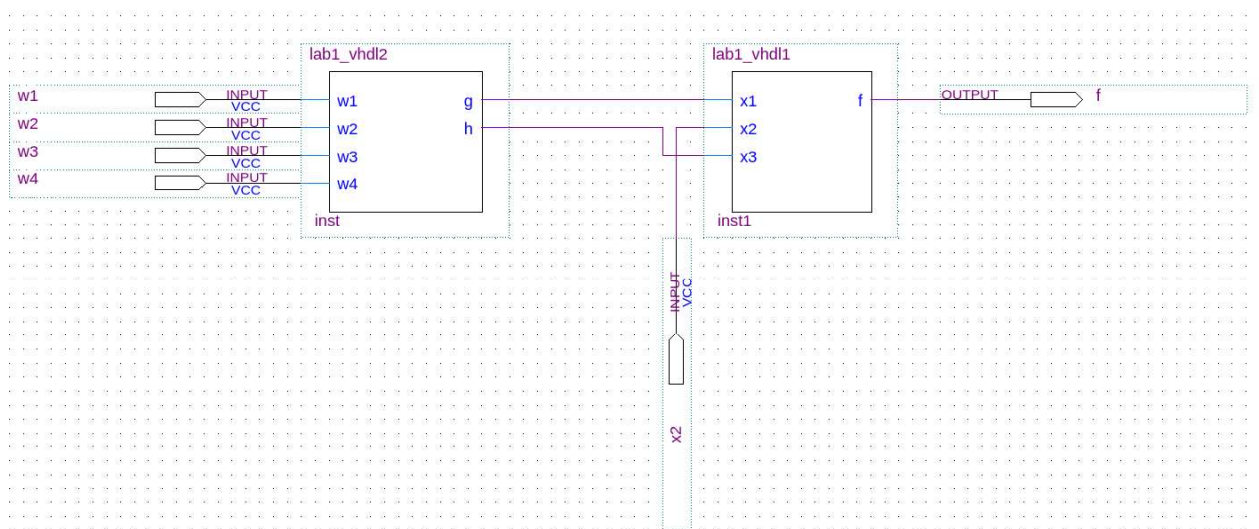 lab1_vhdl2
lab1_vhdl1
w1 INPUT VCC w1 g x1 f OUTPUT f
w2 INPUT VCC w2 h x2
w3 INPUT VCC w3 x3
w4 INPUT VCC w4
inst
inst1
INPUT
VCC
x2